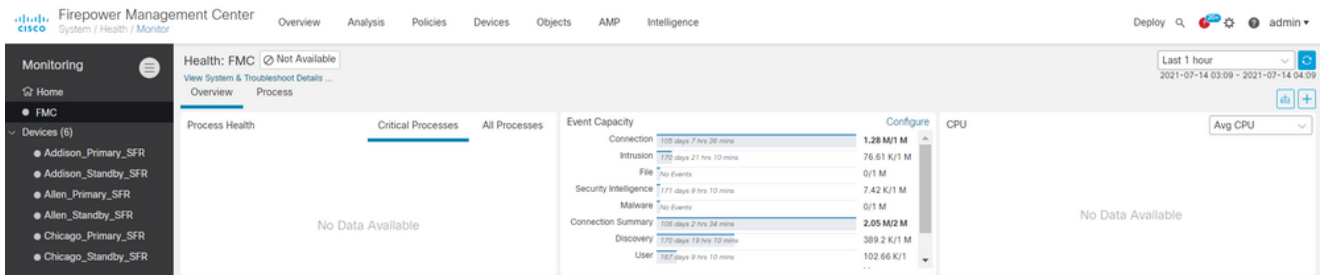 cisco
Firepower Management Center
System / Health / Monitor
Overview Analysis Policies Devices Objects AMP Intelligence
Deploy 20+ admin
Monitoring
Home
FMC
Devices (6)
Addison_Primary_SFR
Addison_Standby_SFR
Allen_Primary_SFR
Allen_Standby_SFR
Chicago_Primary_SFR
Chicago_Standby_SFR
Health: FMC Not Available
View System & Troubleshoot Details ...
Overview Process
Last 1 hour
2021-07-14 03:09 - 2021-07-14 04:09
Process Health Critical Processes All Processes
No Data Available
Event Capacity Configure
Connection 105 days 7 hrs 38 mins 1.28 M/1 M
Intrusion 170 days 21 hrs 10 mins 76.61 K/1 M
File No Events 0/1 M
Security Intelligence 171 days 9 hrs 10 mins 7.42 K/1 M
Malware No Events 0/1 M
Connection Summary 106 days 2 hrs 34 mins 2.05 M/2 M
Discovery 170 days 19 hrs 10 mins 389.2 K/1 M
User 167 days 9 hrs 10 mins 102.66 K/1
CPU Avg CPU
No Data Available